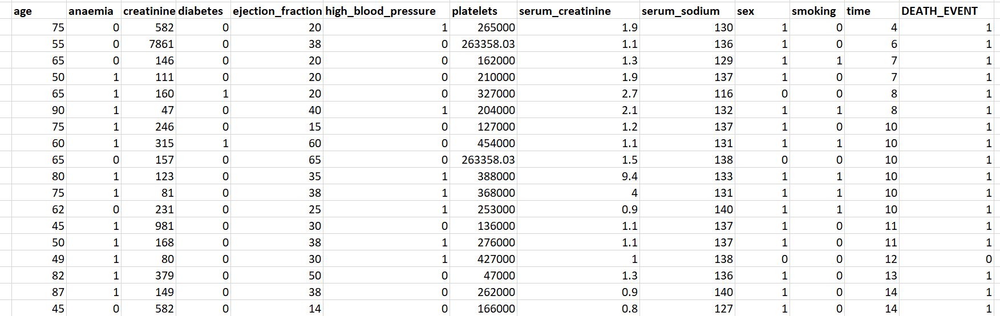 age anaemia creatinine diabetes ejection_fraction high_blood_pressure platelets serum_creatinine serum_sodium sex smoking time DEATH_EVENT
75 0 582 0 20 1 265000 1.9 130 1 0 4 1
55 0 7861 0 38 0 263358.03 1.1 136 1 0 6 1
65 0 146 0 20 0 162000 1.3 129 1 1 7 1
50 1 111 0 20 0 210000 1.9 137 1 0 7 1
65 1 160 1 20 0 327000 2.7 116 0 0 8 1
90 1 47 0 40 1 204000 2.1 132 1 1 8 1
75 1 246 0 15 0 127000 1.2 137 1 0 10 1
60 1 315 1 60 0 454000 1.1 131 1 1 10 1
65 0 157 0 65 0 263358.03 1.5 138 0 0 10 1
80 1 123 0 35 1 388000 9.4 133 1 1 10 1
75 1 81 0 38 1 368000 4 131 1 1 10 1
62 0 231 0 25 1 253000 0.9 140 1 1 10 1
45 1 981 0 30 0 136000 1.1 137 1 0 11 1
50 1 168 0 38 1 276000 1.1 137 1 0 11 1
49 1 80 0 30 1 427000 1 138 0 0 12 0
82 1 379 0 50 0 47000 1.3 136 1 0 13 1
87 1 149 0 38 0 262000 0.9 140 1 0 14 1
45 0 582 0 14 0 166000 0.8 127 1 0 14 1